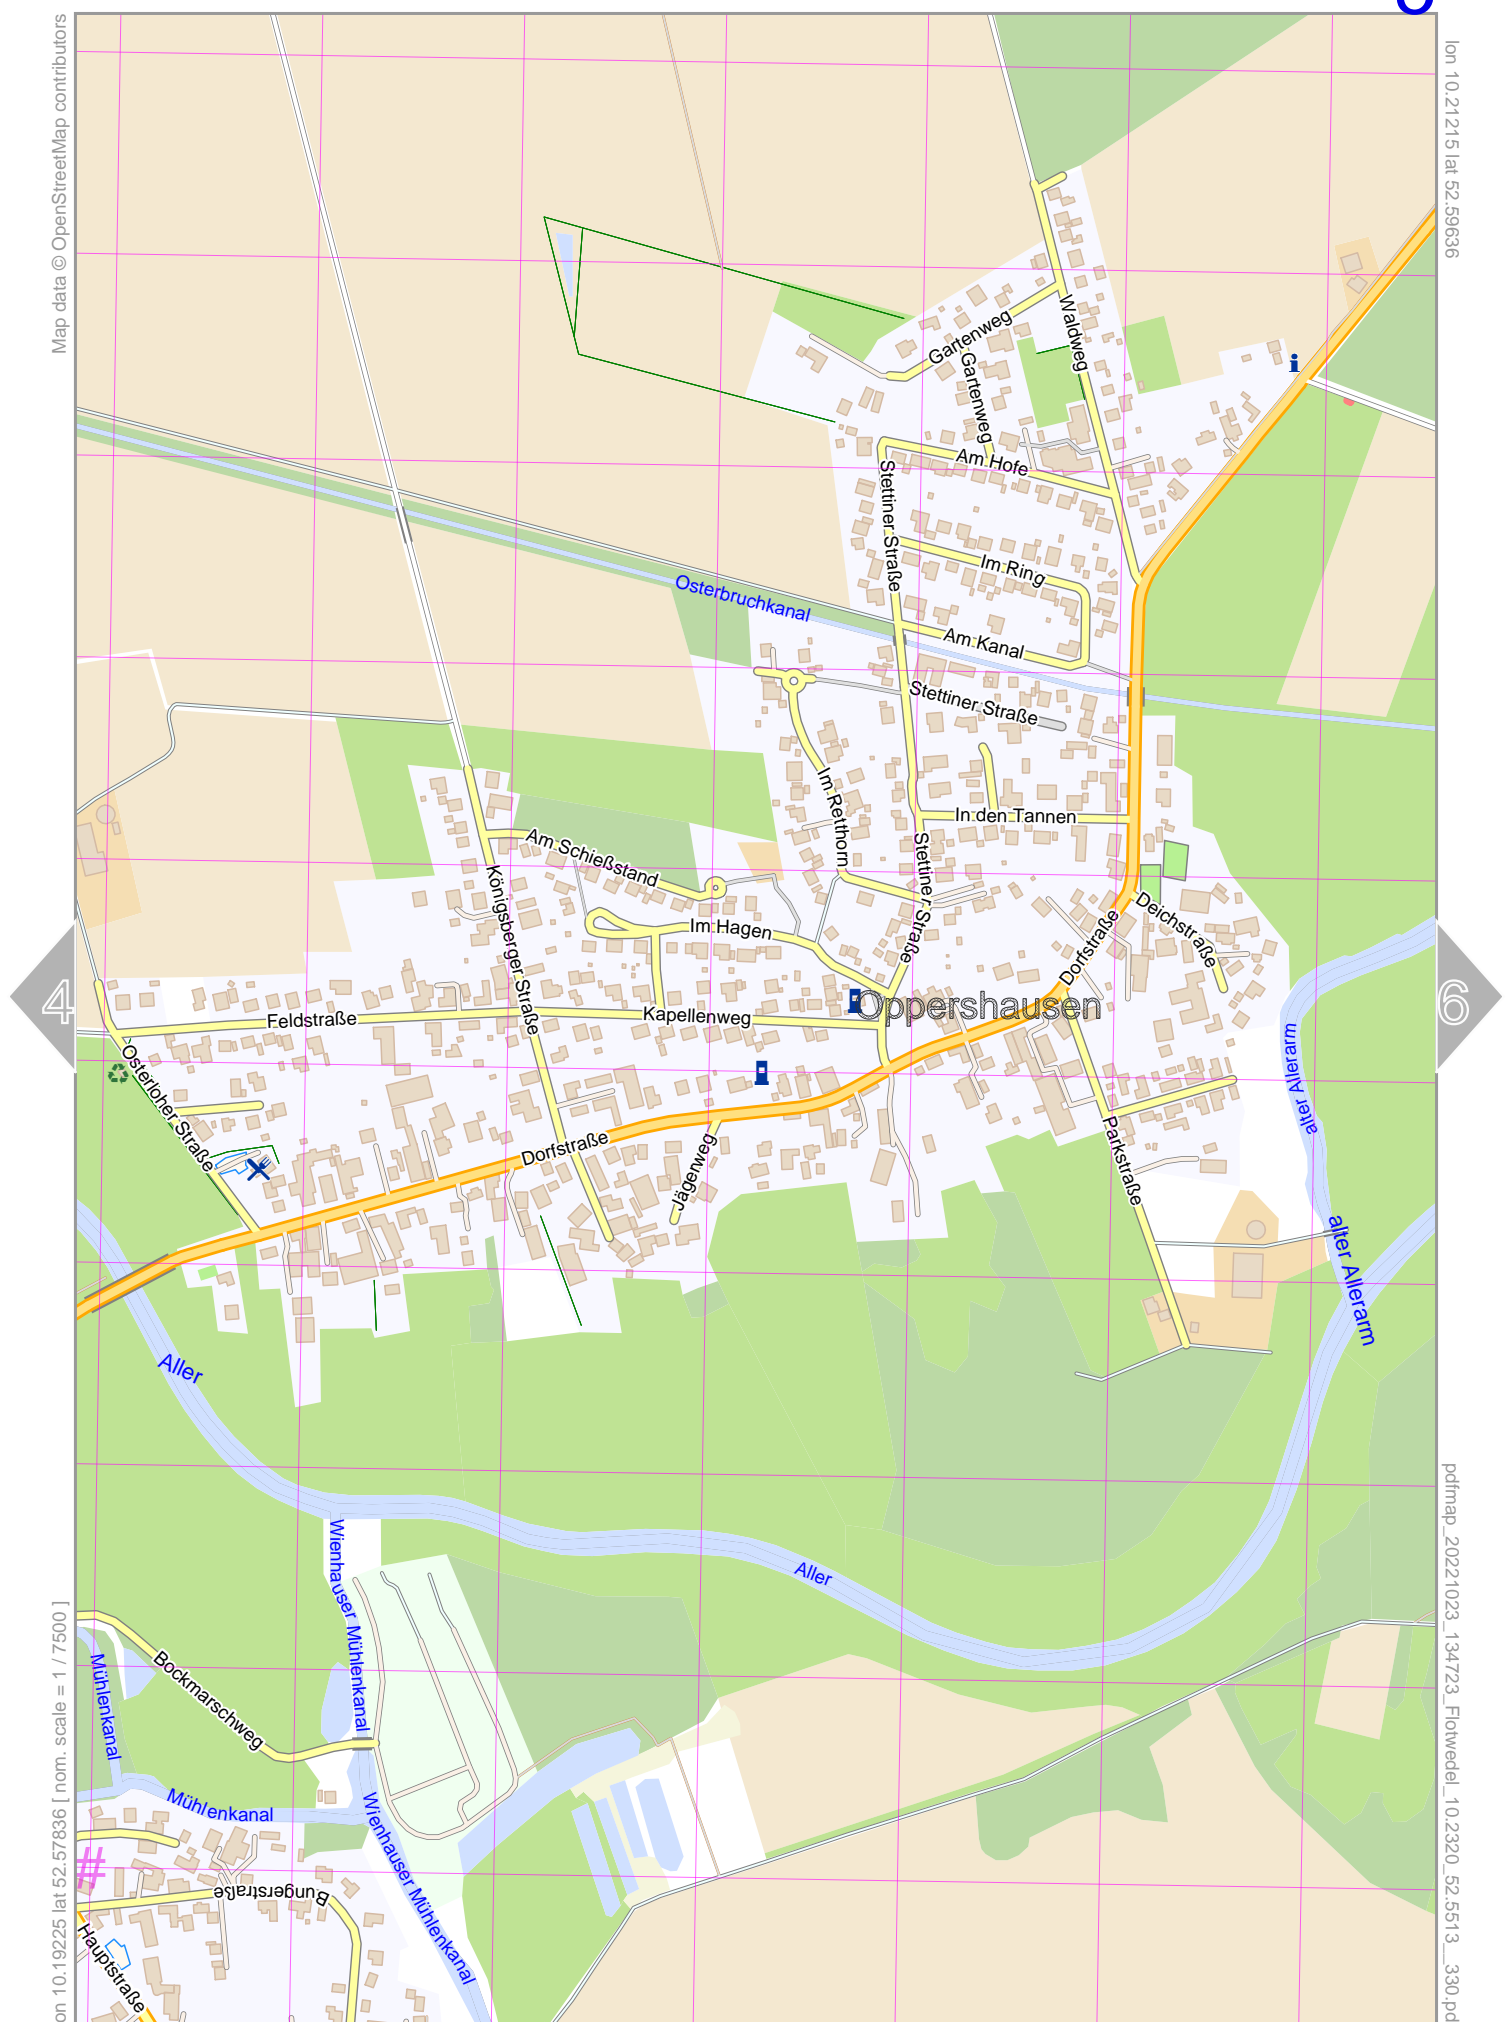 Map data © OpenStreetMap contributors
lon 10.21215 lat 52.59636
Waldweg
Gartenweg
Gartenweg
Am Hofe
Stettiner Straße
Im Ring
Osterbruchkanal
Am Kanal
Stettiner Straße
Im Retthorn
In den Tannen
Am Schießstand
Stettiner Straße
Königsberger Straße
Im Hagen
Deichstraße
Dorfstraße
4
Oppershausen
6
Feldstraße
Kapellenweg
Osterloher Straße
alter Allerarm
Dorfstraße
Jägerweg
Parkstraße
alter Allerarm
Aller
Aller
Wienhauser Mühlenkanal
Bockmarschweg
Mühlenkanal
Mühlenkanal
Wienhauser Mühlenkanal
#
Bungerstraße
Hauptstraße
on 10.19225 lat 52.57836 [ nom. scale = 1 / 7500 ]
pdfmap_20221023_134723_Flotwedel_10.2320_52.5513__330.pd